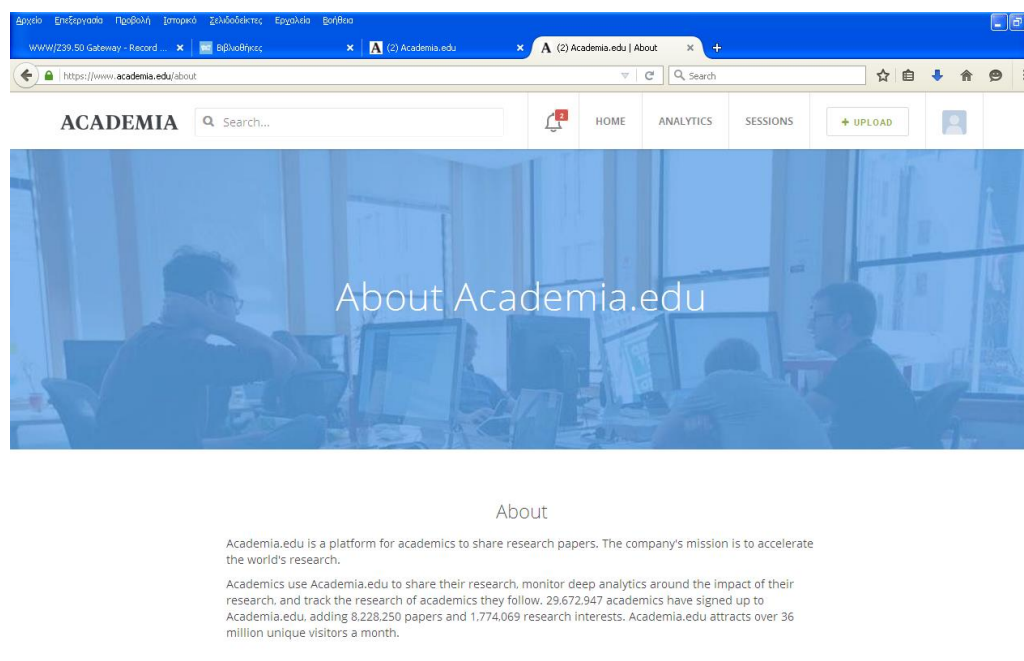 Αρχείο Επεξεργασία Προβολή Ιστορικό Σελιδοδείκτες Εργαλεία Βοήθεια
WWW/Z39.50 Gateway - Record ... Βιβλιοθήκες (2) Academia.edu (2) Academia.edu | About
https://www.academia.edu/about Search
ACADEMIA Search... 2 HOME ANALYTICS SESSIONS + UPLOAD
About Academia.edu
About
Academia.edu is a platform for academics to share research papers. The company's mission is to accelerate
the world's research.
Academics use Academia.edu to share their research, monitor deep analytics around the impact of their
research, and track the research of academics they follow. 29,672,947 academics have signed up to
Academia.edu, adding 8,228,250 papers and 1,774,069 research interests. Academia.edu attracts over 36
million unique visitors a month.